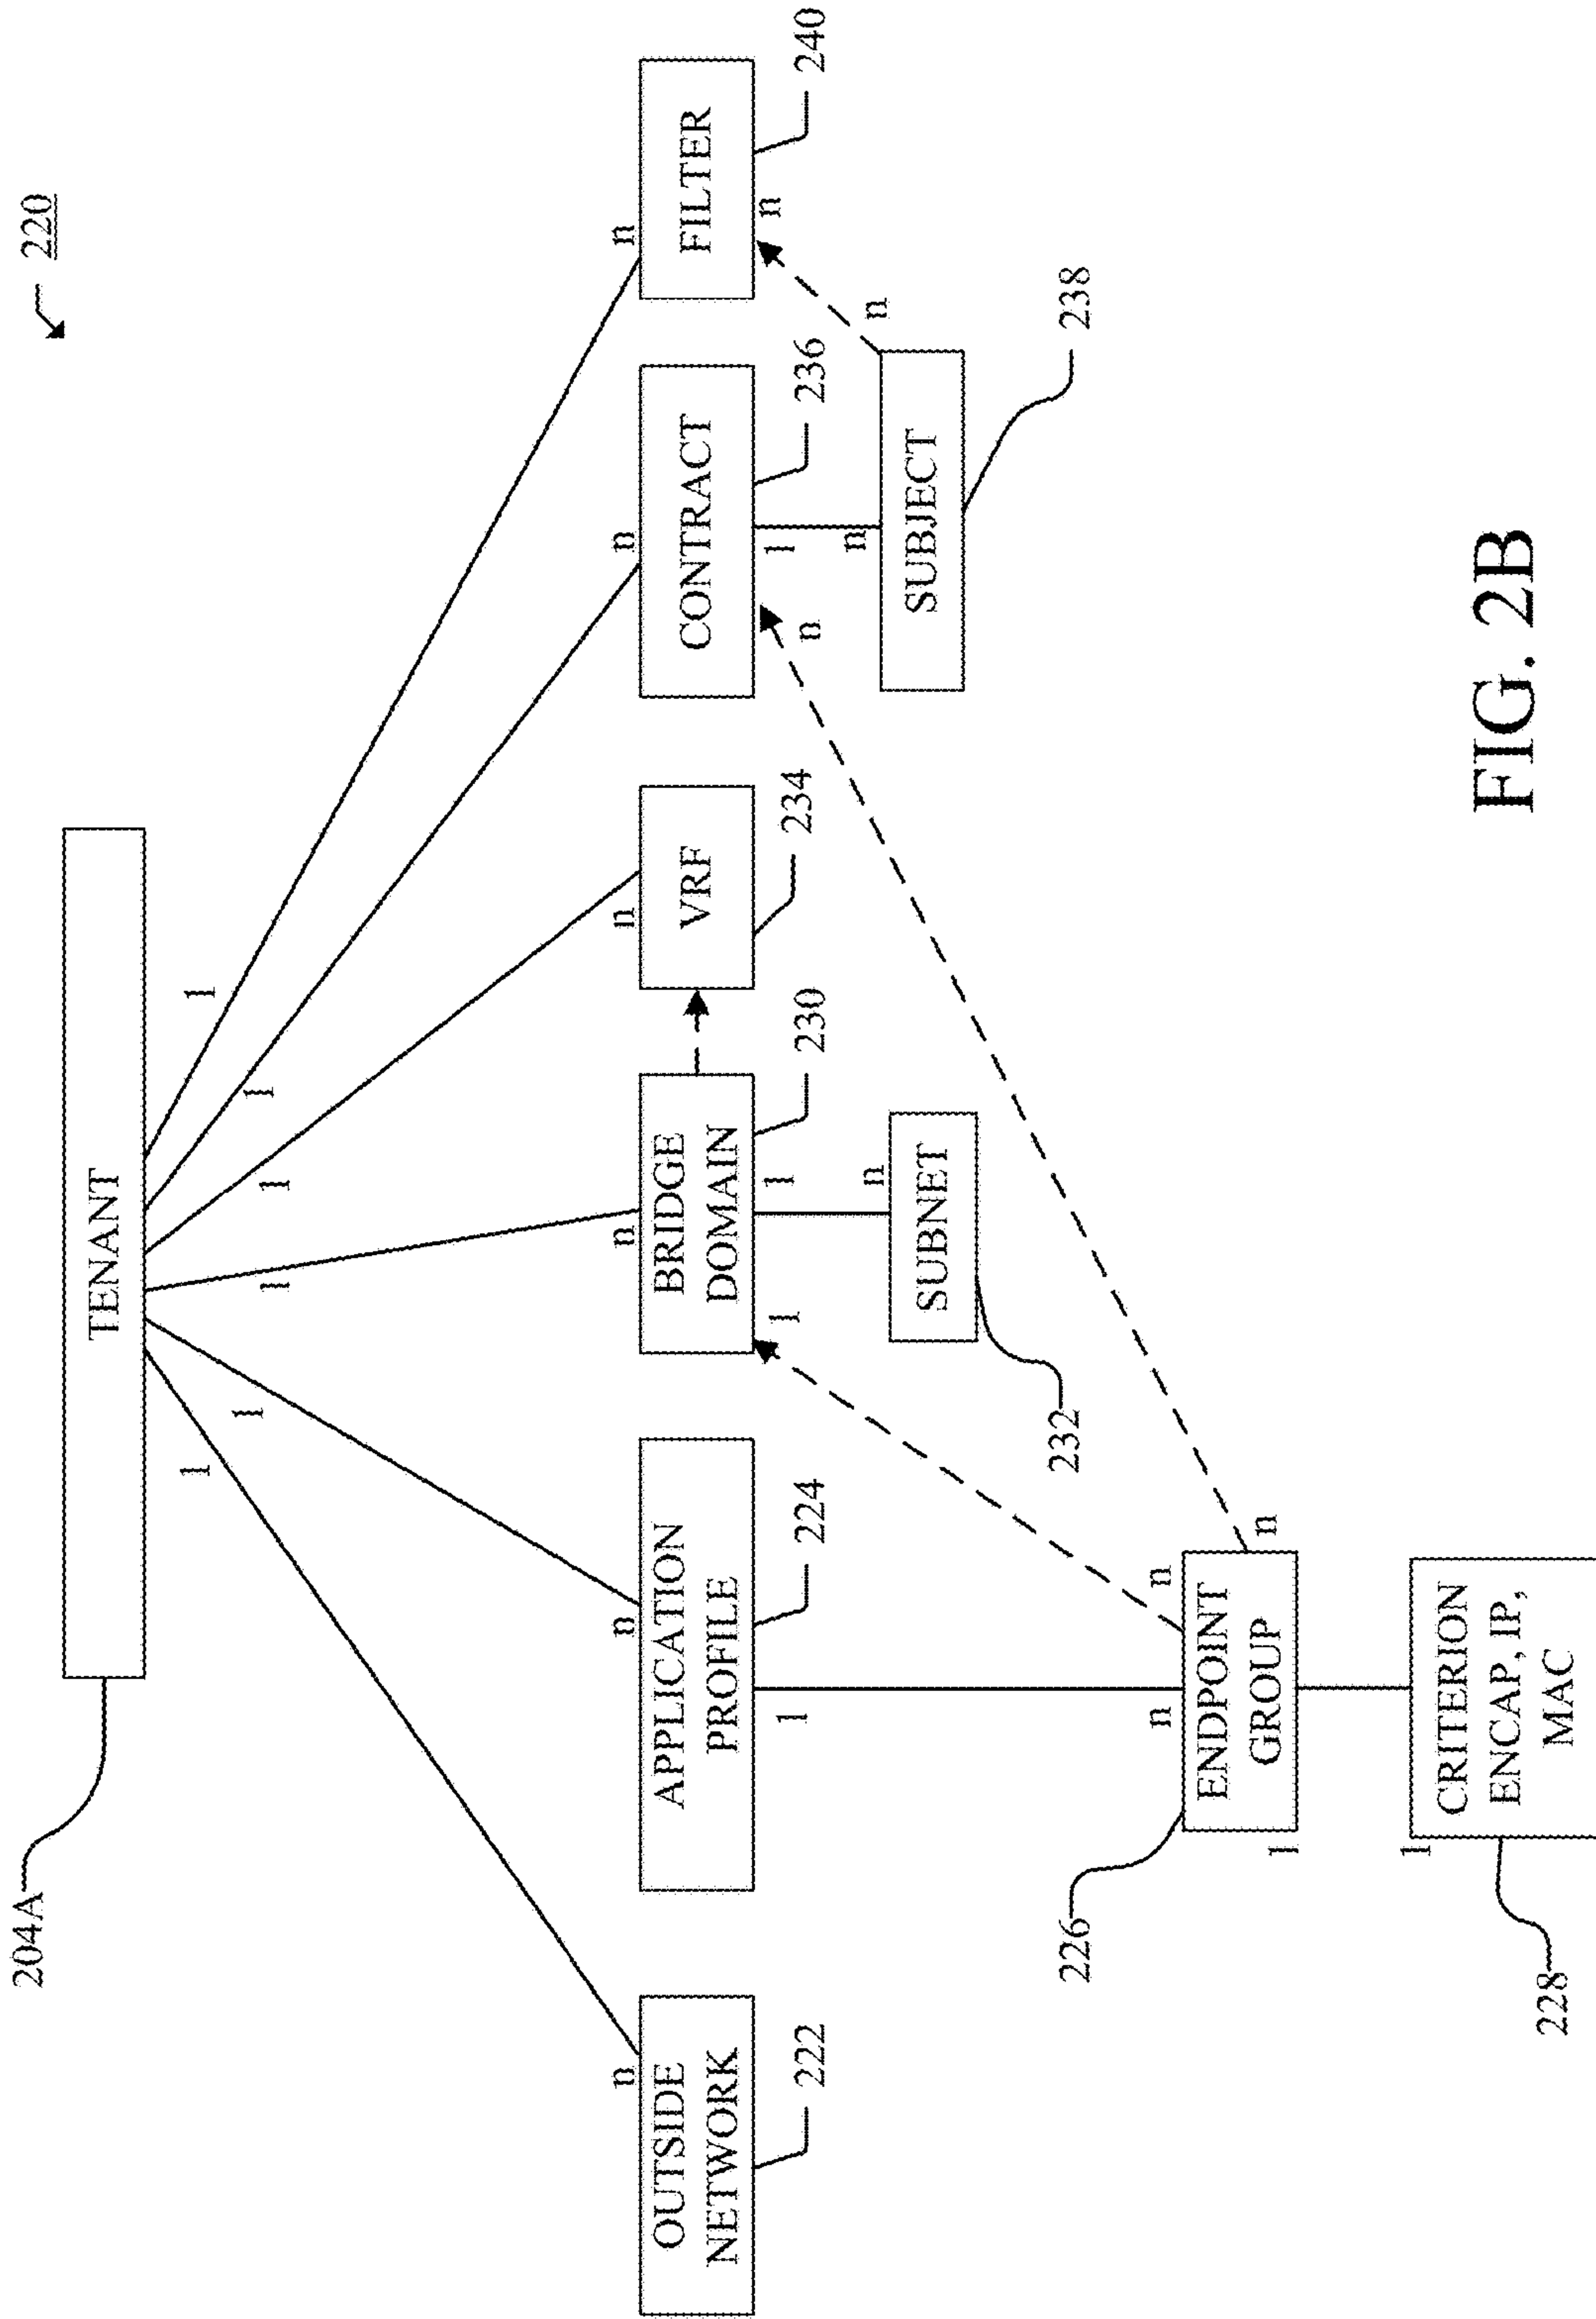 220
204A
TENANT
1
1
1
1
1
1
n
n
n
n
n
n
OUTSIDE
NETWORK
222
APPLICATION
PROFILE
224
1
BRIDGE
DOMAIN
230
1
1
VRF
234
CONTRACT
236
1
n
FILTER
240
n
n
SUBNET
232
n
n
SUBJECT
238
n
n
n
ENDPOINT
GROUP
226
1
1
CRITERION
ENCAP, IP,
MAC
228
FIG. 2B